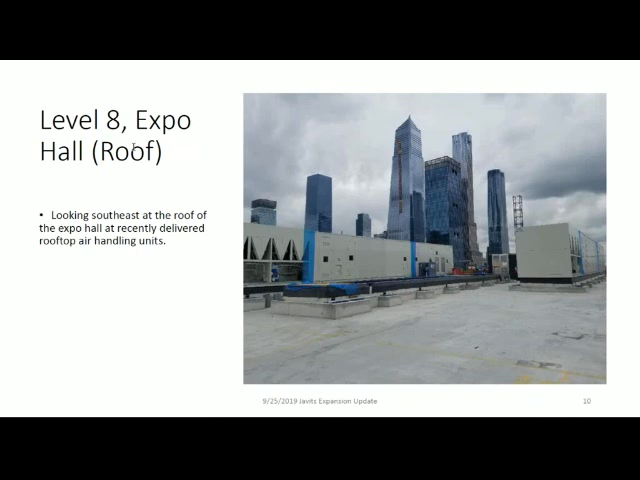 Level 8, Expo
Hall (Roof)
• Looking southeast at the roof of
the expo hall at recently delivered
rooftop air handling units.
9/25/2019 Javits Expansion Update
10